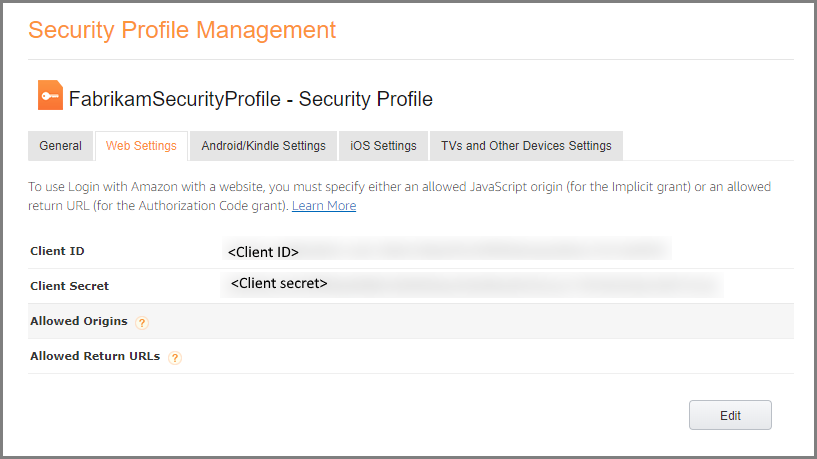 Security Profile Management
FabrikamSecurityProfile - Security Profile
General Web Settings Android/Kindle Settings iOS Settings TVs and Other Devices Settings
To use Login with Amazon with a website, you must specify either an allowed JavaScript origin (for the Implicit grant) or an allowed
return URL (for the Authorization Code grant). Learn More
Client ID <Client ID>
Client Secret <Client secret>
Allowed Origins ?
Allowed Return URLs ?
Edit